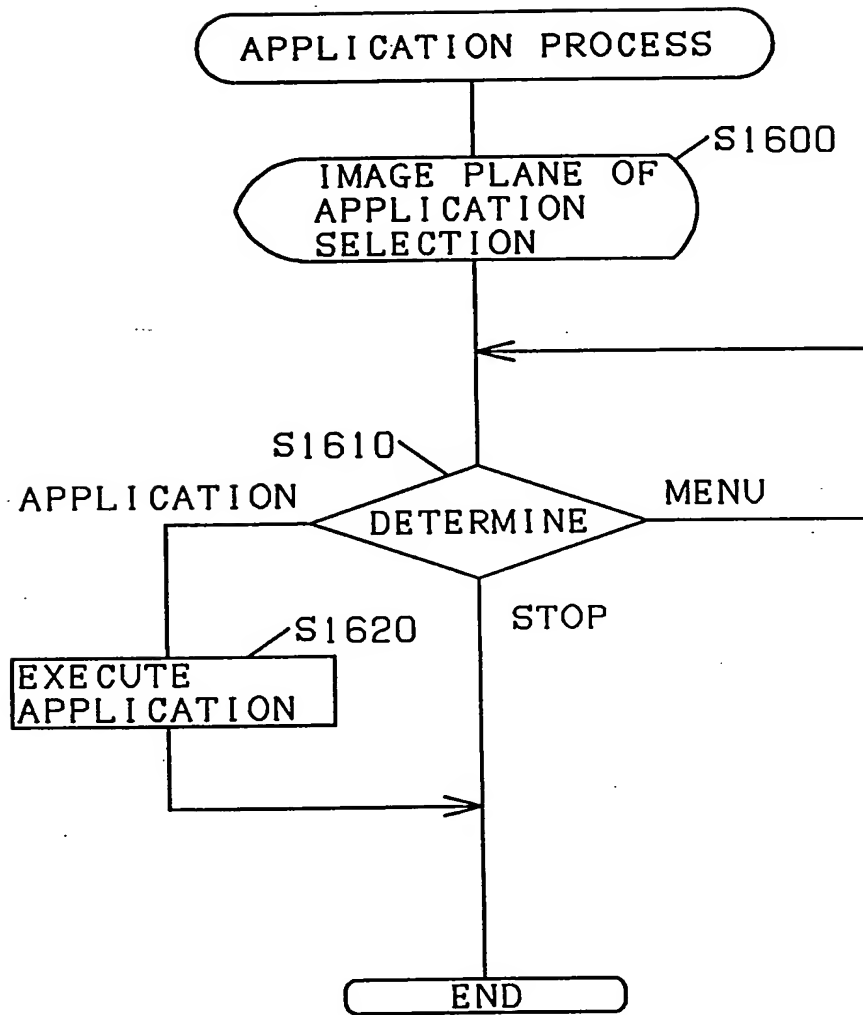 APPLICATION PROCESS
S1600
IMAGE PLANE OF
APPLICATION
SELECTION
S1610
APPLICATION
DETERMINE
MENU
STOP
S1620
EXECUTE
APPLICATION
END